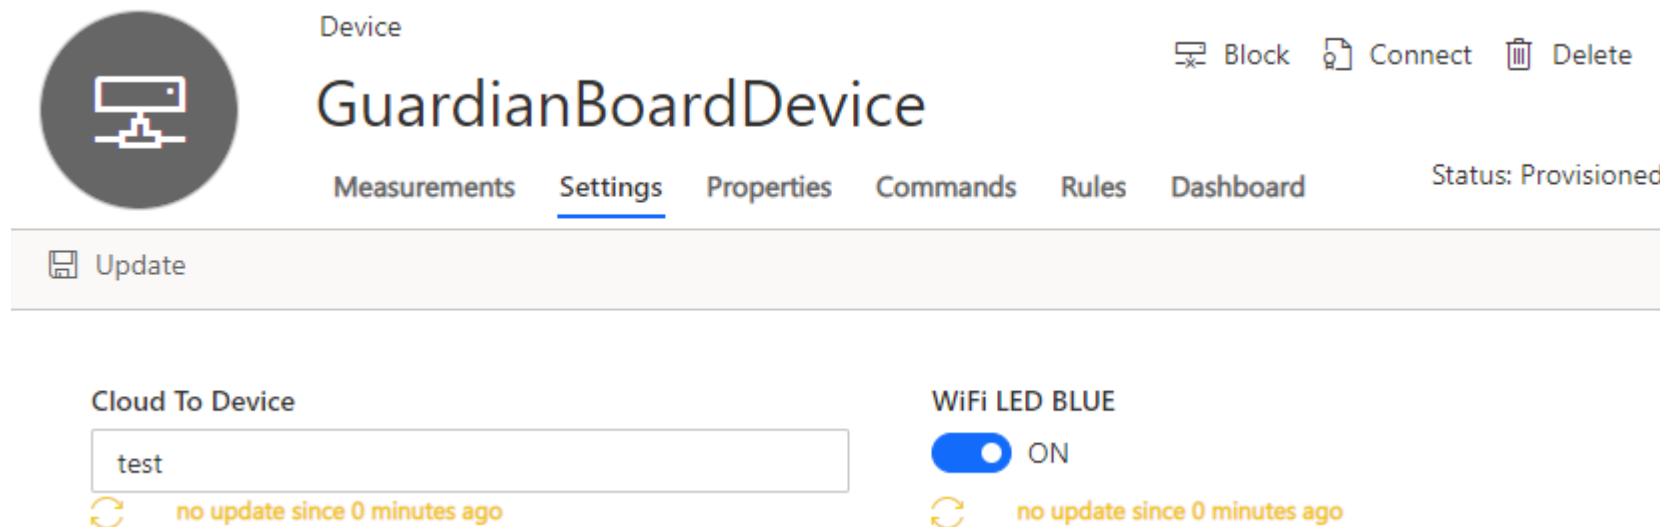 Device
Block Connect Delete
GuardianBoardDevice
Measurements Settings Properties Commands Rules Dashboard Status: Provisioned
Update
Cloud To Device WiFi LED BLUE
test ON
no update since 0 minutes ago no update since 0 minutes ago